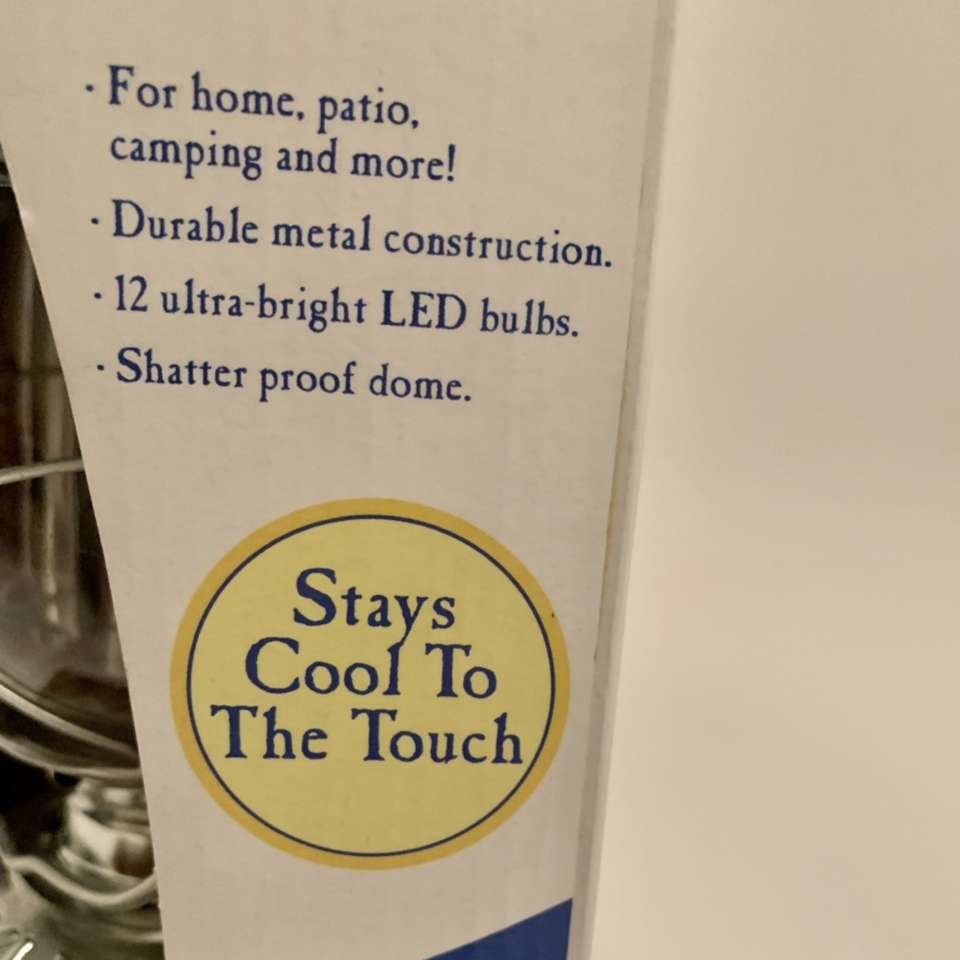 · For home, patio,
camping and more!
· Durable metal construction.
· 12 ultra-bright LED bulbs.
· Shatter proof dome.
Stays
Cool To
The Touch